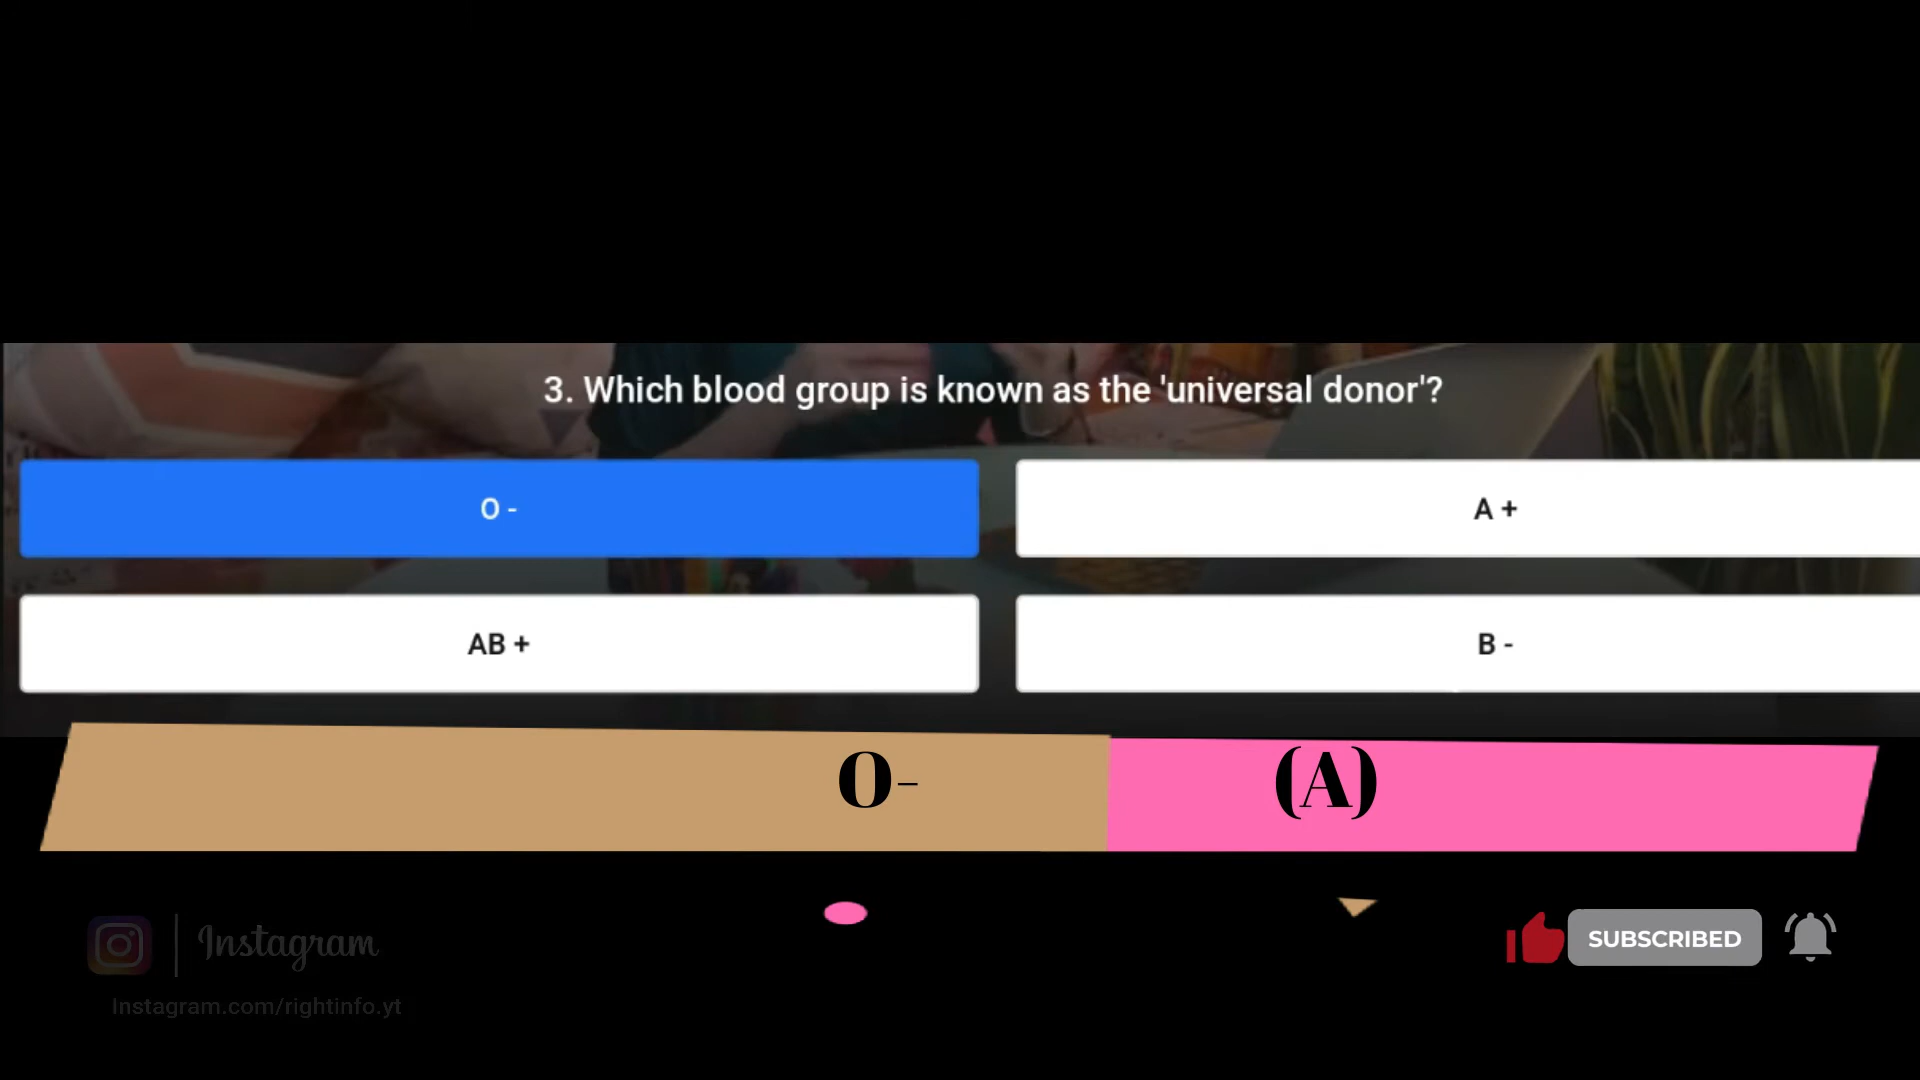 3. Which blood group is known as the 'universal donor'?
O -
A +
AB +
B -
O-
(A)
Instagram
SUBSCRIBED
Instagram.com/rightinfo.yt